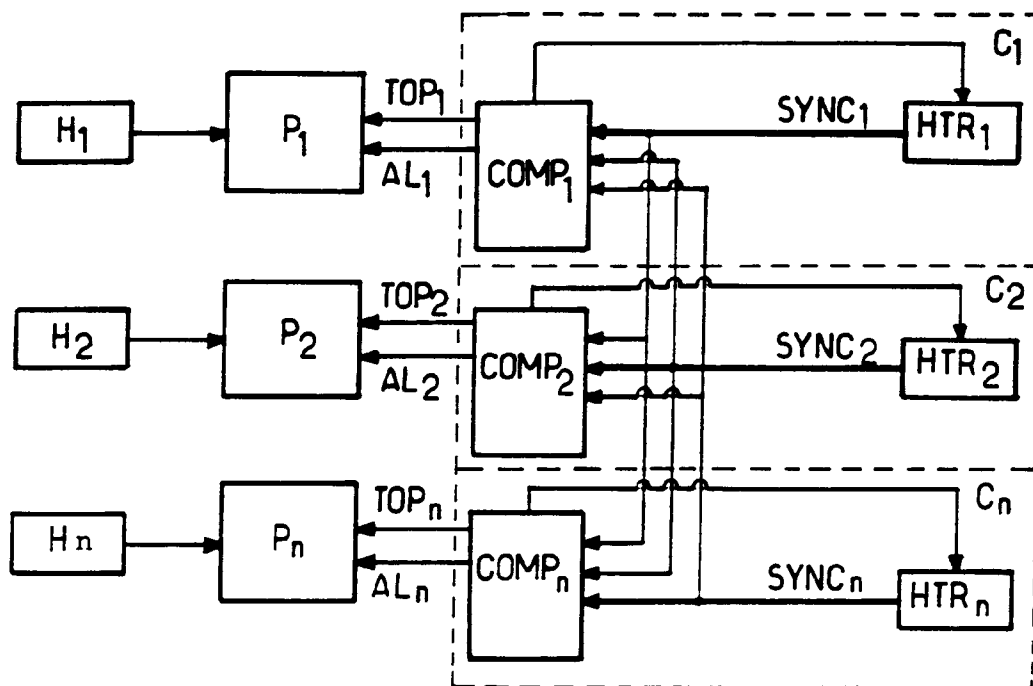 C1
H1
P1
TOP1
AL1
COMP1
SYNC1
HTR1
C2
H2
P2
TOP2
AL2
COMP2
SYNC2
HTR2
Cn
Hn
Pn
TOPn
ALn
COMPn
SYNCn
HTRn